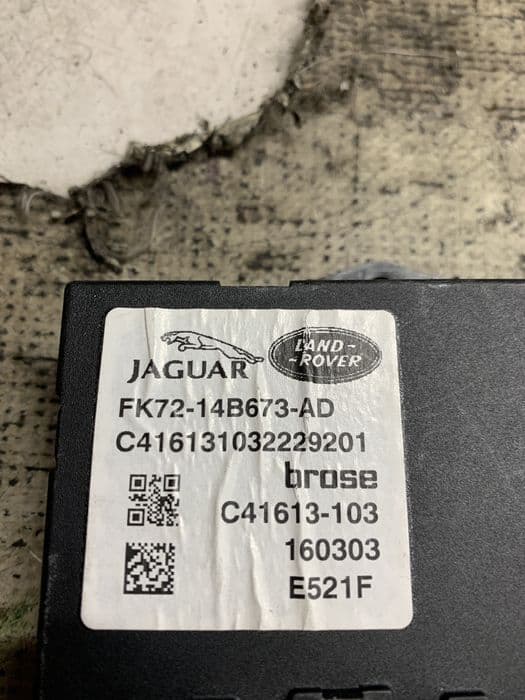 JAGUAR
LAND-
-ROVER
FK72-14B673-AD
C416131032229201
brose
C41613-103
160303
E521F